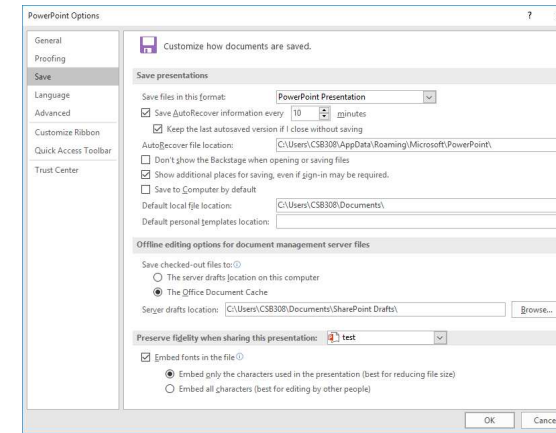 PowerPoint Options
?
General
Proofing
Save
Language
Advanced
Customize Ribbon
Quick Access Toolbar
Trust Center
Customize how documents are saved.
Save presentations
Save files in this format: PowerPoint Presentation
Save AutoRecover information every 10 minutes
Keep the last autosaved version if I close without saving
AutoRecover file location: C:\Users\CSB308\AppData\Roaming\Microsoft\PowerPoint\
Don't show the Backstage when opening or saving files
Show additional places for saving, even if sign-in may be required.
Save to Computer by default
Default local file location: C:\Users\CSB308\Documents\
Default personal templates location:
Offline editing options for document management server files
Save checked-out files to:
The server drafts location on this computer
The Office Document Cache
Server drafts location: C:\Users\CSB308\Documents\SharePoint Drafts\ Browse...
Preserve fidelity when sharing this presentation: test
Embed fonts in the file
Embed only the characters used in the presentation (best for reducing file size)
Embed all characters (best for editing by other people)
OK Cance